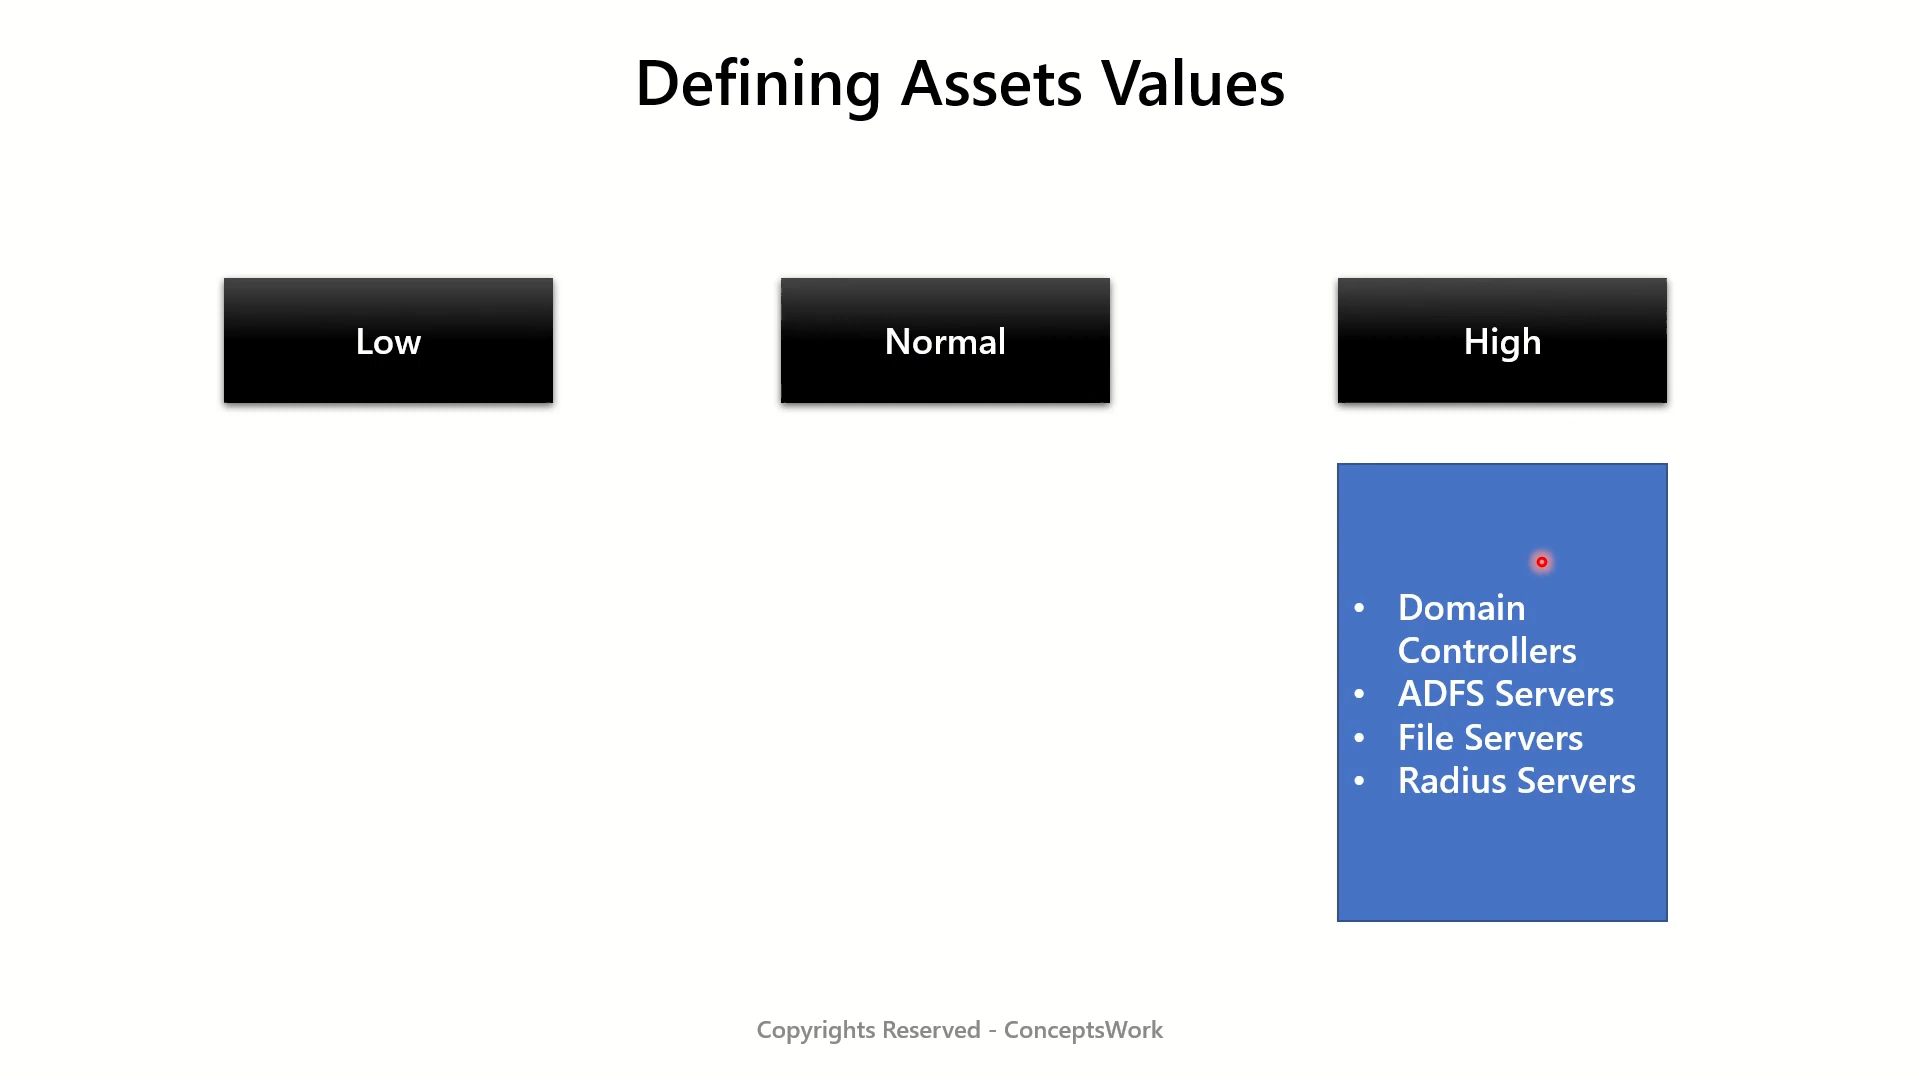 Defining Assets Values
Low
Normal
High
• Domain
Controllers
• ADFS Servers
• File Servers
• Radius Servers
Copyrights Reserved - ConceptsWork